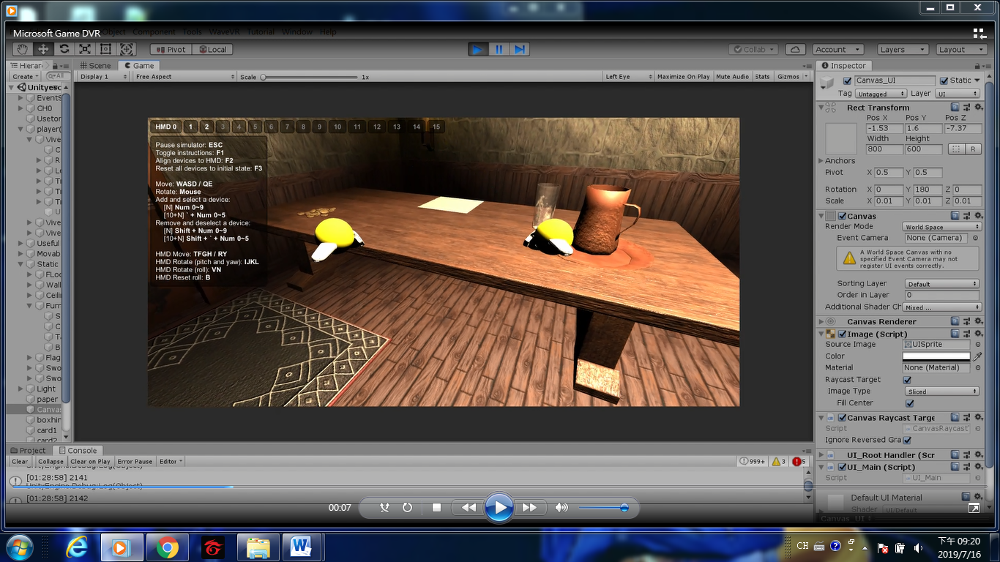 Microsoft Game DVR
Object Component Tools WaveVR Tutorial Window Help
Pivot Local Collab Account Layers Layout
Hierarc
Create All
Scene Game
Display 1 Free Aspect Scale 1x Left Eye Maximize On Play Mute Audio Stats Gizmos
EventS
CH0
Useton
player(
Vive
C
R
L
T
T
T
U
Vive
Vive
Useful
Movab
Static
FLoo
Wall
Ceilin
Furn
S
C
T
B
Flag
Swo
Swo
Light
paper
Canvas
boxhin
card1
card2
HMD 0 1 2 3 4 5 6 7 8 9 10 11 12 13 14 15
Pause simulator: ESC
Toggle instructions: F1
Align devices to HMD: F2
Reset all devices to initial state: F3
Move: WASD / QE
Rotate: Mouse
Add and select a device:
[N] Num 0~9
[10+N] ` + Num 0~5
Remove and deselect a device:
[N] Shift + Num 0~9
[10+N] Shift + ` + Num 0~5
HMD Move: TFGH / RY
HMD Rotate (pitch and yaw): IJKL
HMD Rotate (roll): VN
HMD Reset roll: B
Inspector
Canvas_UI Static
Tag Untagged Layer UI
Rect Transform
Pos X Pos Y Pos Z
-1.53 1.6 -7.37
Width Height
800 600 R
Anchors
Pivot X 0.5 Y 0.5
Rotation X 0 Y 180 Z 0
Scale X 0.01 Y 0.01 Z 0.01
Canvas
Render Mode World Space
Event Camera None (Camera)
A World Space Canvas with no
specified Event Camera may not
register UI events correctly.
Sorting Layer Default
Order in Layer 0
Additional Shader Ch Mixed ...
Canvas Renderer
Image (Script)
Source Image UISprite
Color
Material None (Material)
Raycast Target
Image Type Sliced
Fill Center
Canvas Raycast Targe
Script CanvasRaycastT
Ignore Reversed Gra
UI_Root Handler (Scr
UI_Main (Script)
Script UI_Main
Default UI Material
Shader UI/Default
Canvas_UI
Project Console
Clear Collapse Clear on Play Error Pause Editor 999+ 3 5
UnityEngine.Debug:Log(Object)
[01:28:58] 2141
UnityEngine.Debug:Log(Object)
[01:28:58] 2142
00:07
CH 下午 09:20
2019/7/16